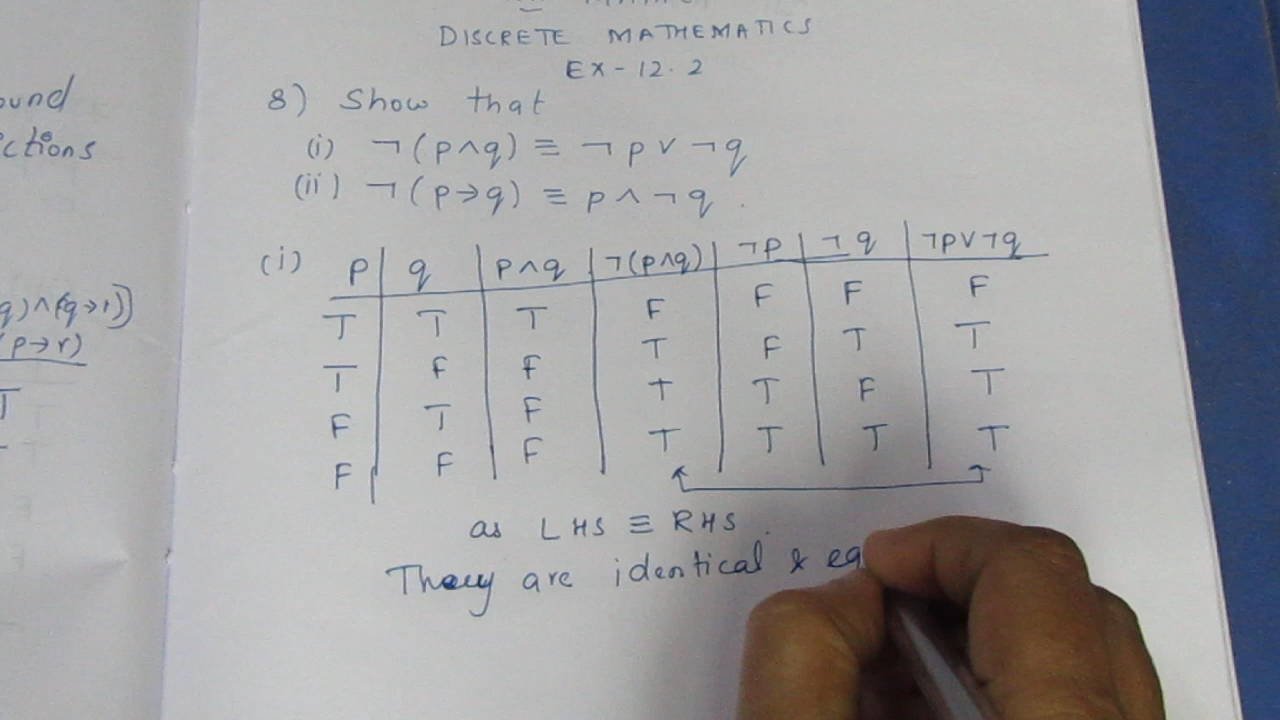 DISCRETE MATHEMATICS
EX-12.2
8) Show that
(i) ¬(p∧q) ≡ ¬p∨¬q
(ii) ¬(p→q) ≡ p∧¬q.
(i) p q p∧q ¬(p∧q) ¬p ¬q ¬p∨¬q
T T T F F F F
T F F T F T T
F T F T T F T
F F F T T T T
as LHS ≡ RHS.
They are identical & eq
ound
ctions
q)∧(q→r)]
(p→r)
T